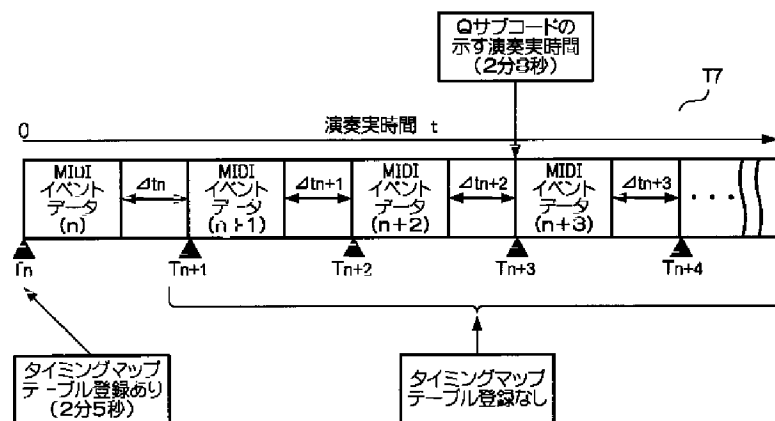 Qサブコードの
示す演奏実時間
(2分8秒)
T7
0
演奏実時間 t
MIDI
イベント
データ
(n)
⊿tn
MIDI
イベント
データ
(n+1)
⊿tn+1
MIDI
イベント
データ
(n+2)
⊿tn+2
MIDI
イベント
データ
(n+3)
⊿tn+3
・・・
Tn
Tn+1
Tn+2
Tn+3
Tn+4
タイミングマップ
テーブル登録あり
(2分5秒)
タイミングマップ
テーブル登録なし